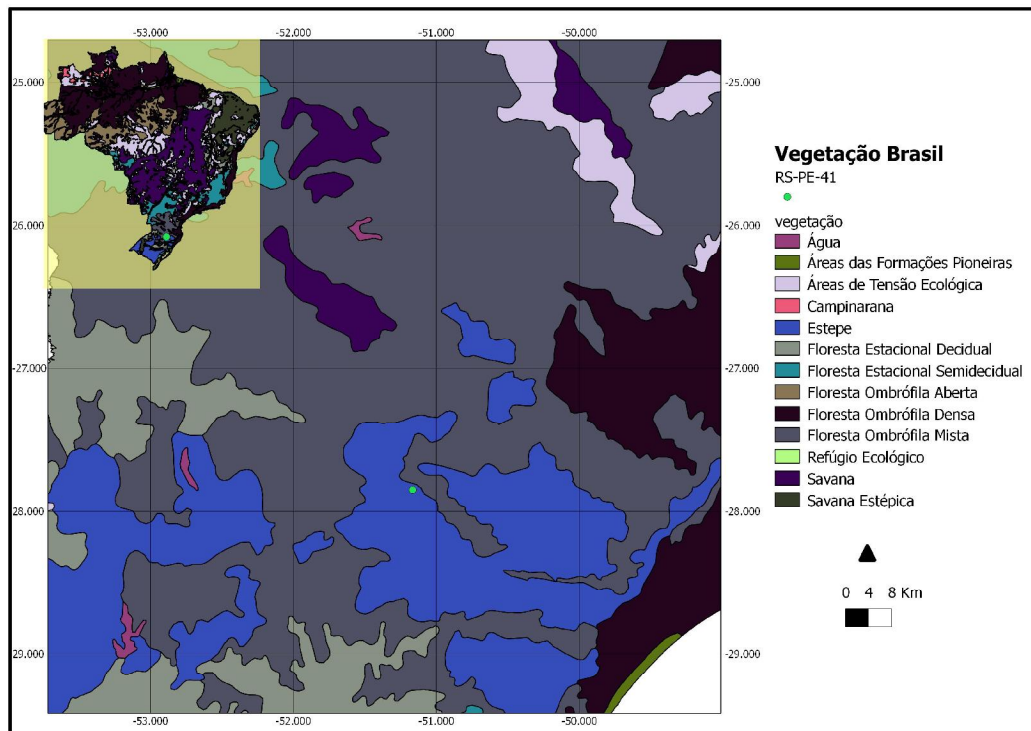 -53.000 -52.000 -51.000 -50.000
25.000
26.000
-27.000
-28.000
-29.000
25.000
-26.000
-27.000
-28.000
-29.000
-53.000 -52.000 -51.000 -50.000
Vegetação Brasil
RS-PE-41
vegetação
Água
Áreas das Formações Pioneiras
Áreas de Tensão Ecológica
Campinarana
Estepe
Floresta Estacional Decidual
Floresta Estacional Semidecidual
Floresta Ombrófila Aberta
Floresta Ombrófila Densa
Floresta Ombrófila Mista
Refúgio Ecológico
Savana
Savana Estépica
0 4 8 Km